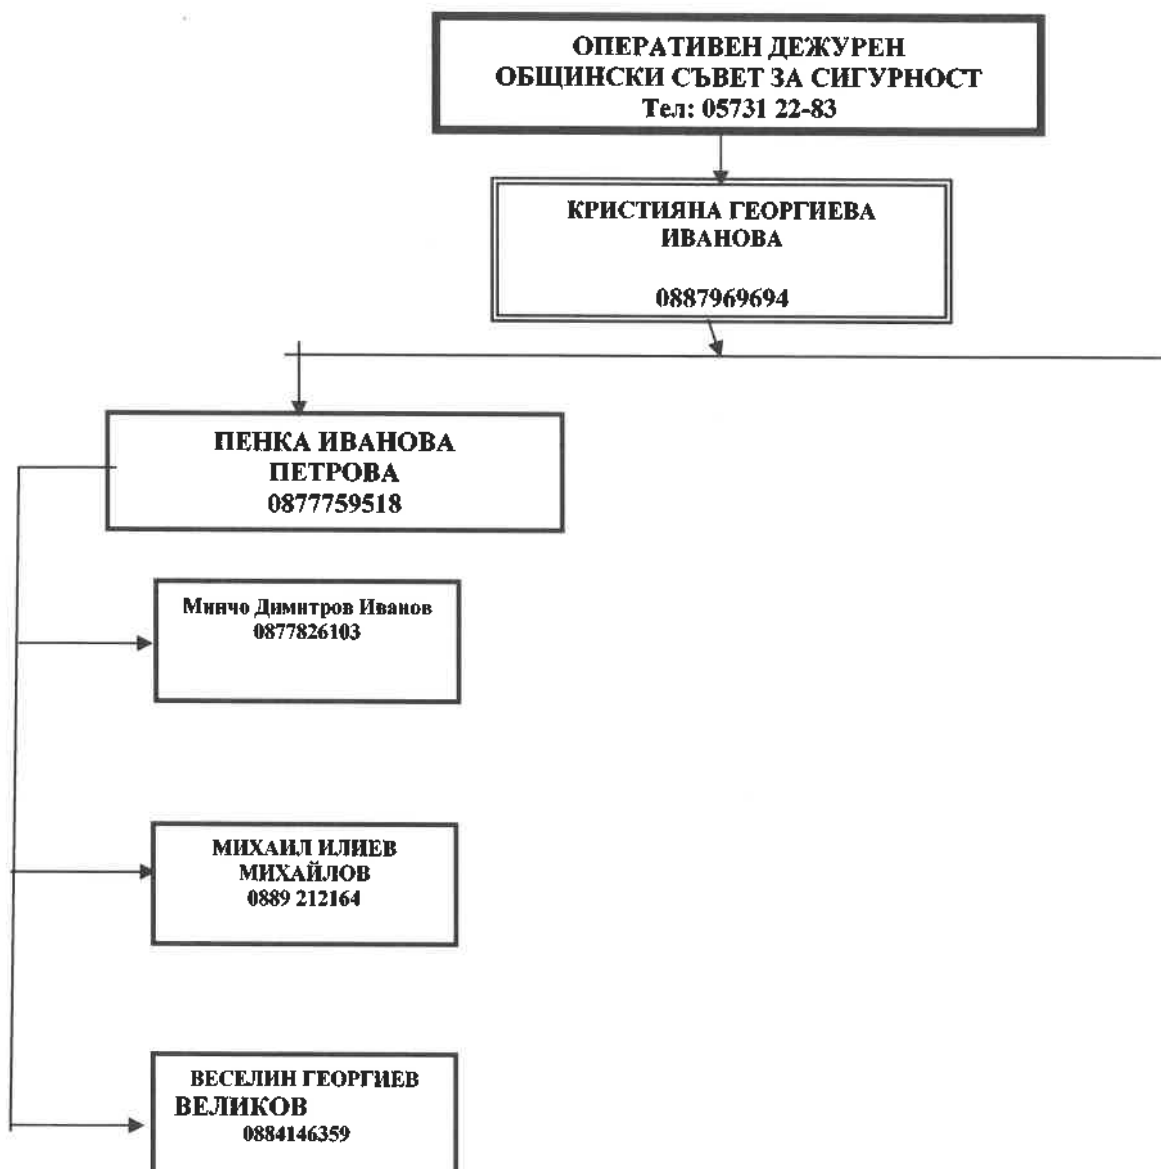 ОПЕРАТИВЕН ДЕЖУРЕН
ОБЩИНСКИ СЪВЕТ ЗА СИГУРНОСТ
Тел: 05731 22-83
КРИСТИЯНА ГЕОРГИЕВА
ИВАНОВА
0887969694
ПЕНКА ИВАНОВА
ПЕТРОВА
0877759518
Минчо Димитров Иванов
0877826103
МИХАИЛ ИЛИЕВ
МИХАЙЛОВ
0889 212164
ВЕСЕЛИН ГЕОРГИЕВ
ВЕЛИКОВ
0884146359